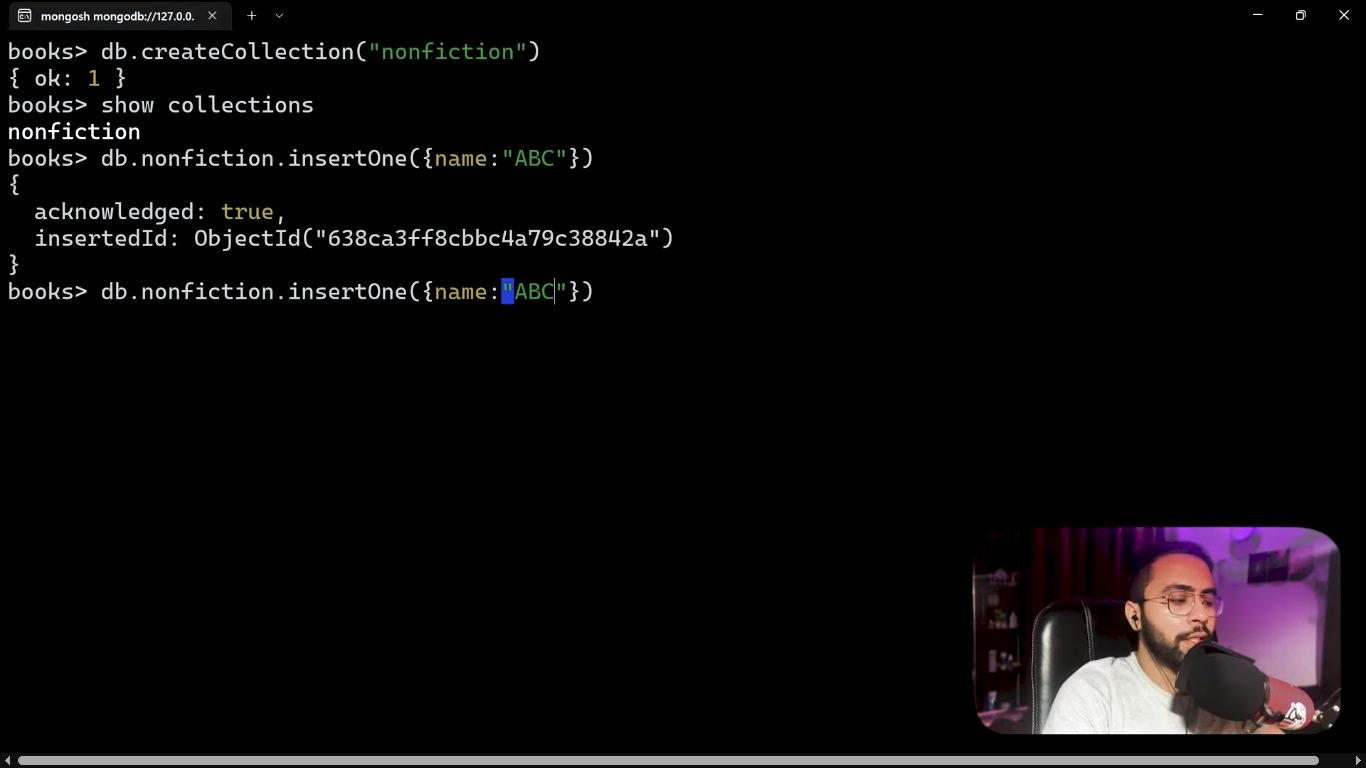 mongosh mongodb://127.0.0.
books> db.createCollection("nonfiction")
{ ok: 1 }
books> show collections
nonfiction
books> db.nonfiction.insertOne({name:"ABC"})
{
  acknowledged: true,
  insertedId: ObjectId("638ca3ff8cbbc4a79c38842a")
}
books> db.nonfiction.insertOne({name:"ABC"})